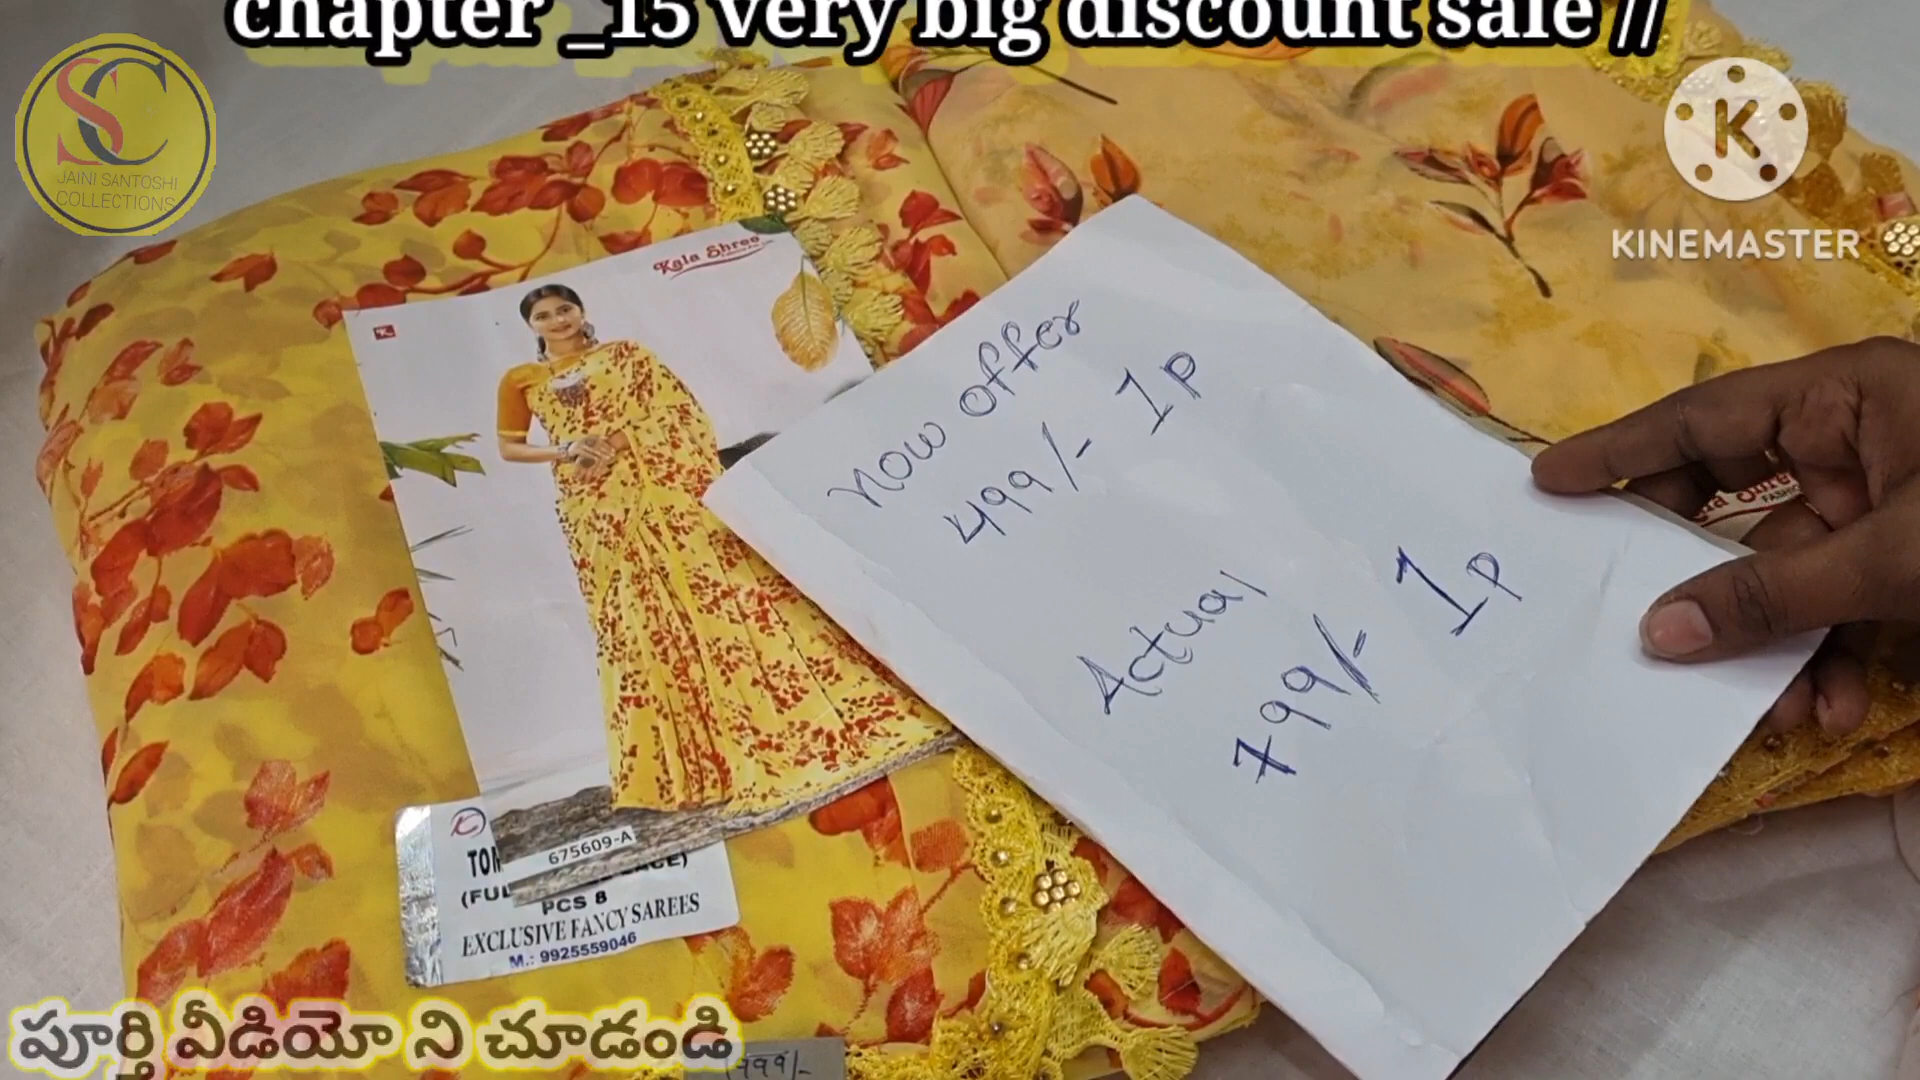 chapter _15 very big discount sale //
SC
JAINI SANTOSHI
COLLECTIONS
K
KINEMASTER
Kala Shree
now offer
499/- 1p
Actual
799/- 1p
675609-A
PCS 8
EXCLUSIVE FANCY SAREES
M.: 9925559046
పూర్తి వీడియో ని చూడండి